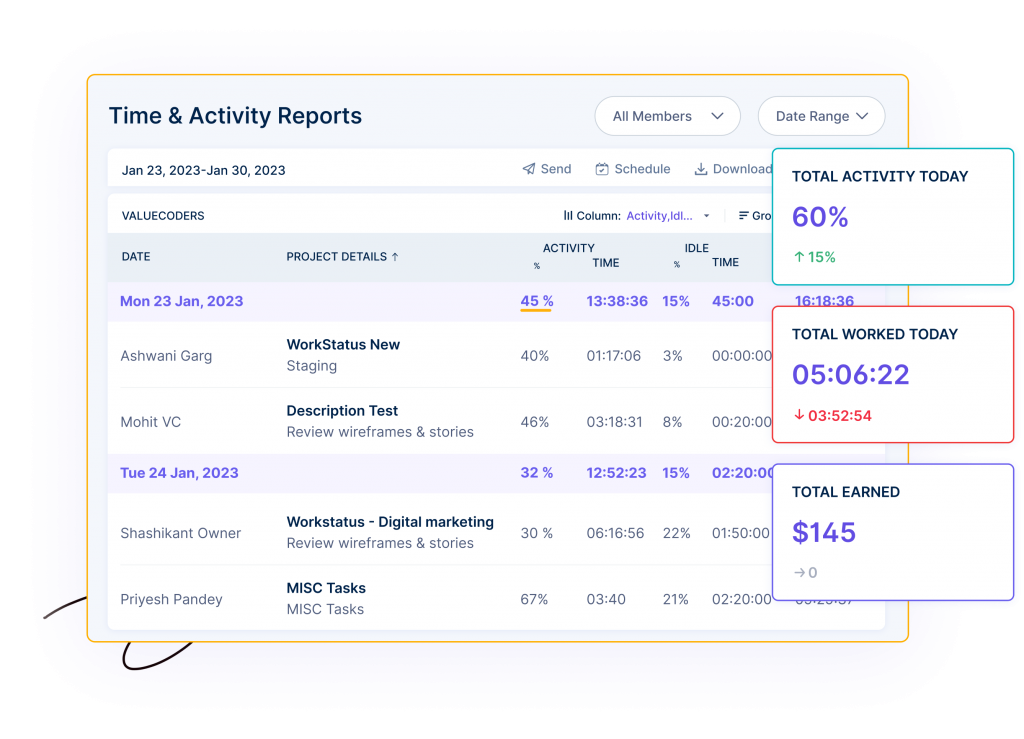 Time & Activity Reports
All Members
Date Range
Jan 23, 2023-Jan 30, 2023
Send
Schedule
Download
VALUECODERS
Column: Activity,Idl...
Gro
DATE
PROJECT DETAILS ↑
ACTIVITY
% TIME
IDLE
% TIME
Mon 23 Jan, 2023 45 % 13:38:36 15% 45:00 16:18:36
Ashwani Garg
WorkStatus New
Staging
40% 01:17:06 3% 00:00:00
Mohit VC
Description Test
Review wireframes & stories
46% 03:18:31 8% 00:20:00
Tue 24 Jan, 2023 32 % 12:52:23 15% 02:20:00
Shashikant Owner
Workstatus - Digital marketing
Review wireframes & stories
30 % 06:16:56 22% 01:50:00
Priyesh Pandey
MISC Tasks
MISC Tasks
67% 03:40 21% 02:20:00
TOTAL ACTIVITY TODAY
60%
↑ 15%
TOTAL WORKED TODAY
05:06:22
↓ 03:52:54
TOTAL EARNED
$145
→ 0